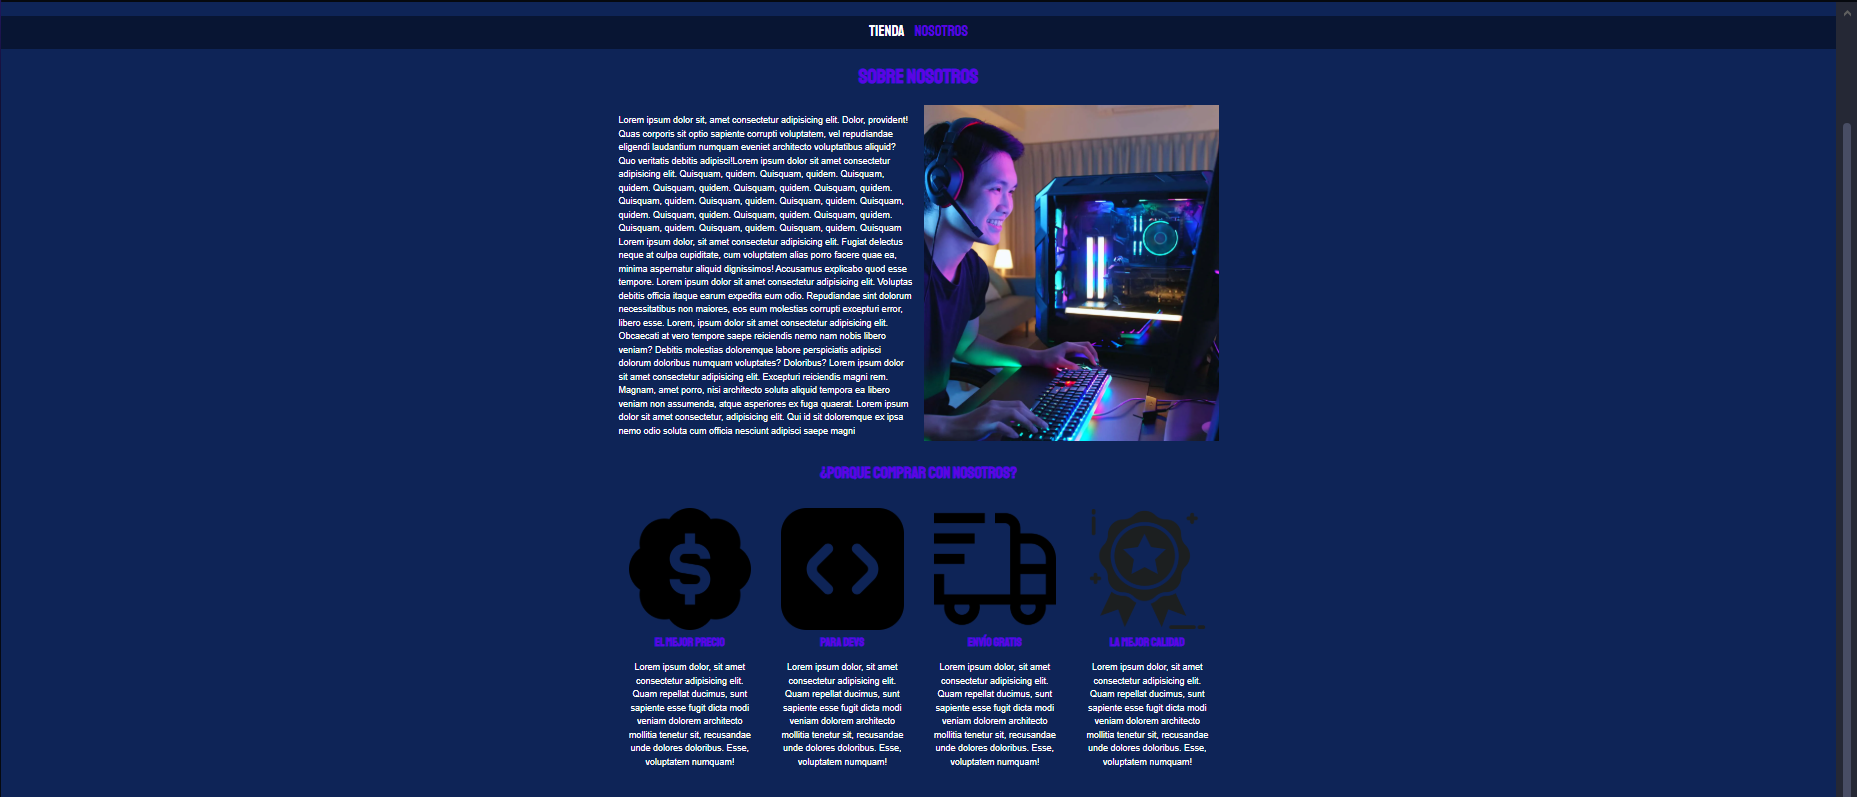 TIENDA NOSOTROS
SOBRE NOSOTROS
Lorem ipsum dolor sit, amet consectetur adipisicing elit. Dolor, provident!
Quas corporis sit optio sapiente corrupti voluptatem, vel repudiandae
eligendi laudantium numquam eveniet architecto voluptatibus aliquid?
Quo veritatis debitis adipisci!Lorem ipsum dolor sit amet consectetur
adipisicing elit. Quisquam, quidem. Quisquam, quidem. Quisquam,
quidem. Quisquam, quidem. Quisquam, quidem. Quisquam, quidem.
Quisquam, quidem. Quisquam, quidem. Quisquam, quidem. Quisquam,
quidem. Quisquam, quidem. Quisquam, quidem. Quisquam, quidem.
Quisquam, quidem. Quisquam, quidem. Quisquam, quidem. Quisquam
Lorem ipsum dolor, sit amet consectetur adipisicing elit. Fugiat delectus
neque at culpa cupiditate, cum voluptatem alias porro facere quae ea,
minima aspernatur aliquid dignissimos! Accusamus explicabo quod esse
tempore. Lorem ipsum dolor sit amet consectetur adipisicing elit. Voluptas
debitis officia itaque earum expedita eum odio. Repudiandae sint dolorum
necessitatibus non maiores, eos eum molestias corrupti excepturi error,
libero esse. Lorem, ipsum dolor sit amet consectetur adipisicing elit.
Obcaecati at vero tempore saepe reiciendis nemo nam nobis libero
veniam? Debitis molestias doloremque labore perspiciatis adipisci
dolorum doloribus numquam voluptates? Doloribus? Lorem ipsum dolor
sit amet consectetur adipisicing elit. Excepturi reiciendis magni rem.
Magnam, amet porro, nisi architecto soluta aliquid tempora ea libero
veniam non assumenda, atque asperiores ex fuga quaerat. Lorem ipsum
dolor sit amet consectetur, adipisicing elit. Qui id sit doloremque ex ipsa
nemo odio soluta cum officia nesciunt adipisci saepe magni
¿PORQUE COMPRAR CON NOSOTROS?
EL MEJOR PRECIO
Lorem ipsum dolor, sit amet
consectetur adipisicing elit.
Quam repellat ducimus, sunt
sapiente esse fugit dicta modi
veniam dolorem architecto
mollitia tenetur sit, recusandae
unde dolores doloribus. Esse,
voluptatem numquam!
PARA DEVS
Lorem ipsum dolor, sit amet
consectetur adipisicing elit.
Quam repellat ducimus, sunt
sapiente esse fugit dicta modi
veniam dolorem architecto
mollitia tenetur sit, recusandae
unde dolores doloribus. Esse,
voluptatem numquam!
ENVÍO GRATIS
Lorem ipsum dolor, sit amet
consectetur adipisicing elit.
Quam repellat ducimus, sunt
sapiente esse fugit dicta modi
veniam dolorem architecto
mollitia tenetur sit, recusandae
unde dolores doloribus. Esse,
voluptatem numquam!
LA MEJOR CALIDAD
Lorem ipsum dolor, sit amet
consectetur adipisicing elit.
Quam repellat ducimus, sunt
sapiente esse fugit dicta modi
veniam dolorem architecto
mollitia tenetur sit, recusandae
unde dolores doloribus. Esse,
voluptatem numquam!